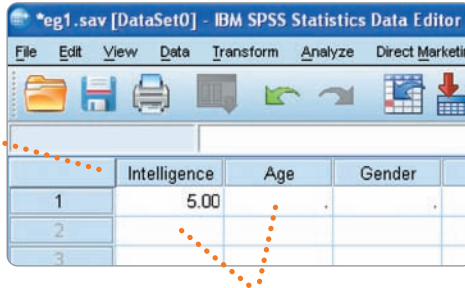 *eg1.sav [DataSet0] - IBM SPSS Statistics Data Editor
File Edit View Data Transform Analyze Direct
Intelligence Age Gender
1 5.00 . .
2
3